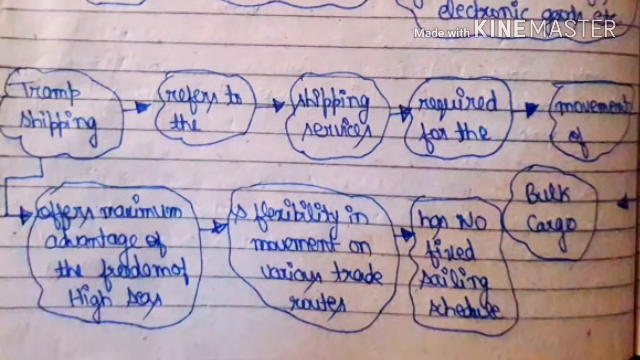 electronic goods etc
Made with KINEMASTER
Tramp
shipping
refers to
the
shipping
services
required
for the
movement
of
Bulk
Cargo
offers maximum
advantage of
the freedom of
High seas
& flexibility in
movement on
various trade
routes
has No
fixed
sailing
schedule